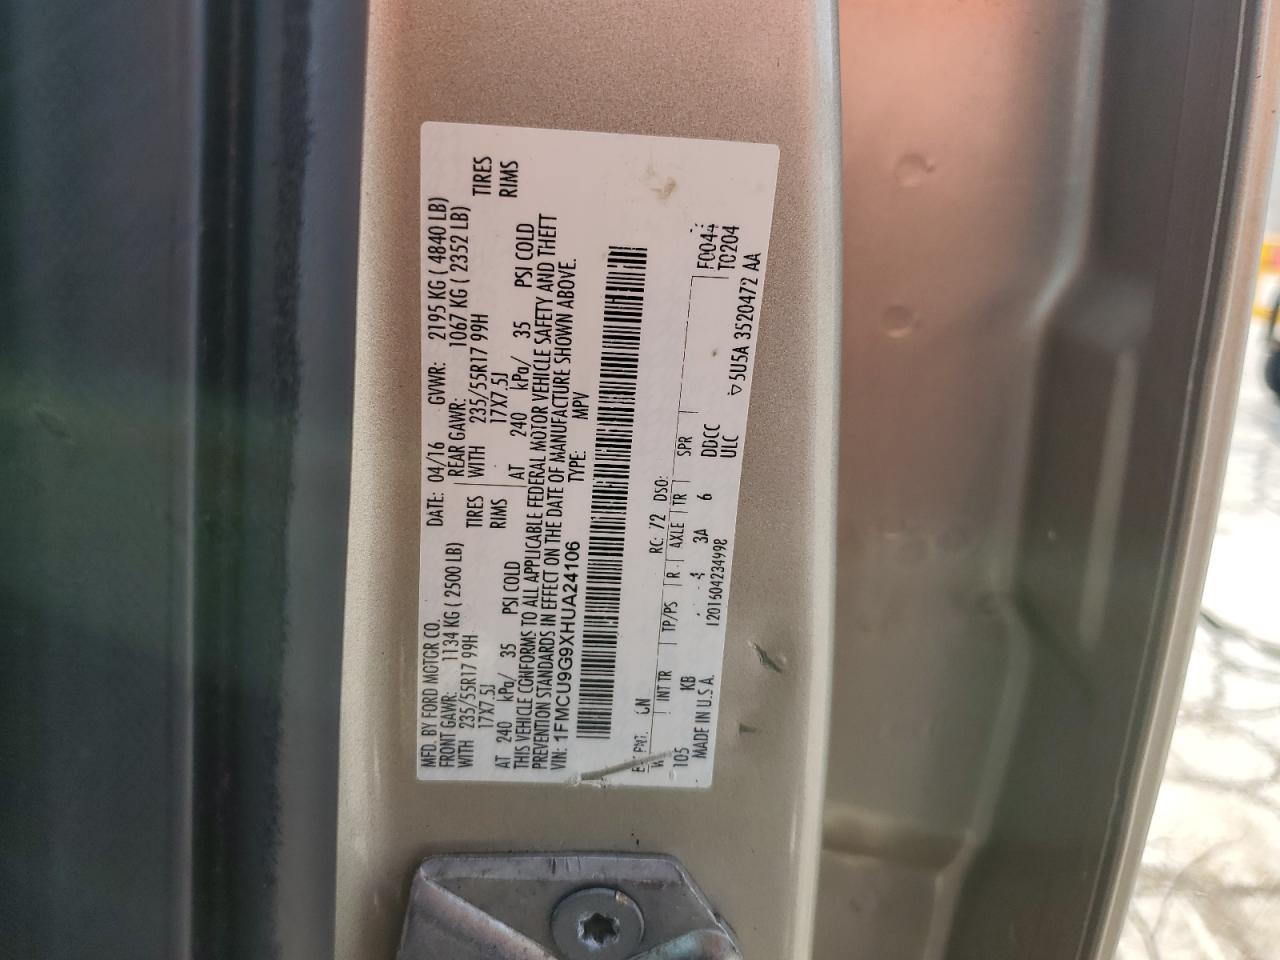 MFD. BY FORD MOTOR CO. DATE: 04/16 GVWR: 2195 KG ( 4840 LB)
FRONT GAWR: 1134 KG ( 2500 LB) REAR GAWR: 1067 KG ( 2352 LB)
WITH 235/55R17 99H TIRES WITH 235/55R17 99H TIRES
17X7.5J RIMS 17X7.5J RIMS
AT 240 kPa/ 35 PSI COLD AT 240 kPa/ 35 PSI COLD
THIS VEHICLE CONFORMS TO ALL APPLICABLE FEDERAL MOTOR VEHICLE SAFETY AND THEFT
PREVENTION STANDARDS IN EFFECT ON THE DATE OF MANUFACTURE SHOWN ABOVE.
VIN: 1FMCU9G9XHUA24106 TYPE: MPV
RC: 72 DSO: F0044
INT TR TP/PS R AXLE TR SPR T0204
105 KB 4 3A 6 DDCC
MADE IN U.S.A. 1201604234998 ULC ▽5U5A 3520472 AA